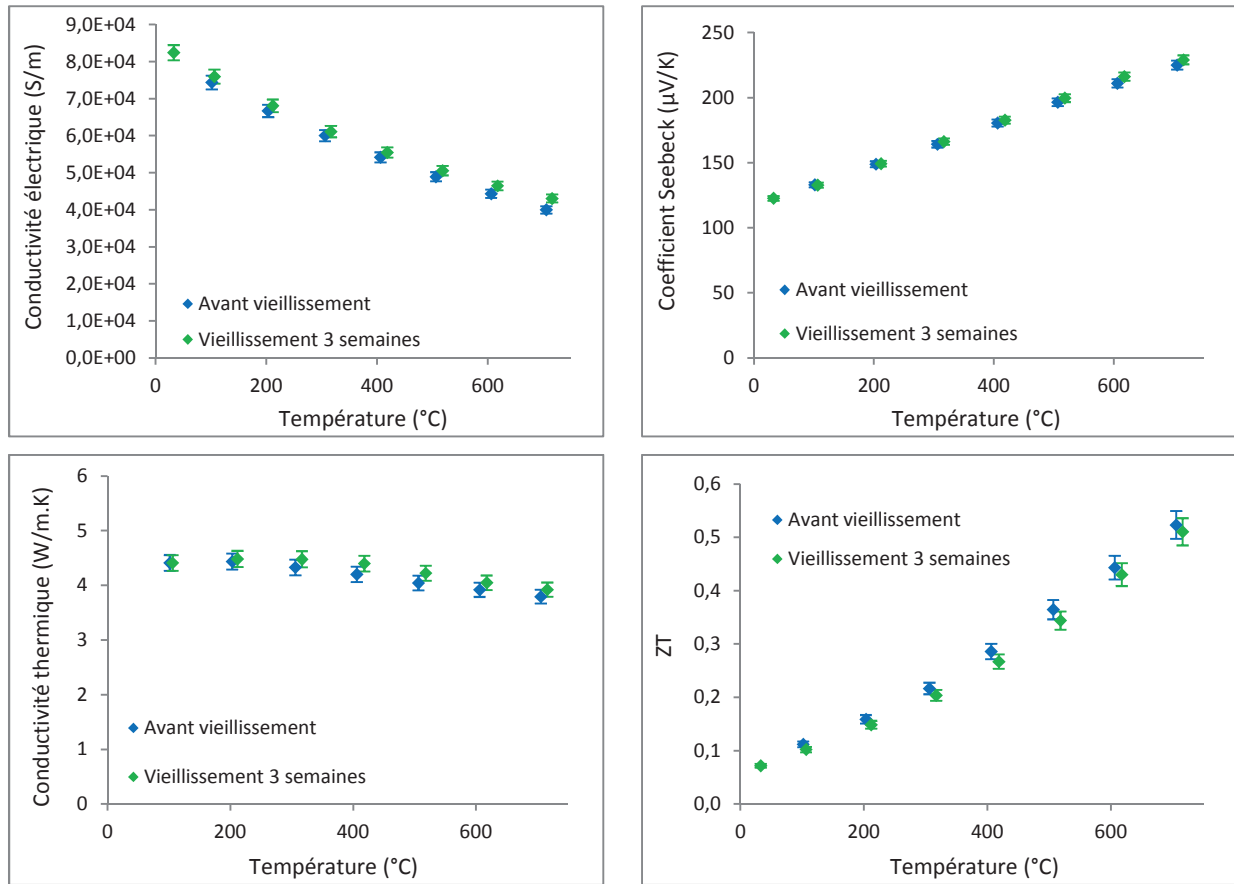 Conductivité électrique (S/m)
9,0E+04
8,0E+04
7,0E+04
6,0E+04
5,0E+04
4,0E+04
3,0E+04
2,0E+04
1,0E+04
0,0E+00
Avant vieillissement
Vieillissement 3 semaines
0 200 400 600
Température (°C)
Coefficient Seebeck (µV/K)
250
200
150
100
50
0
Avant vieillissement
Vieillissement 3 semaines
0 200 400 600
Température (°C)
Conductivité thermique (W/m.K)
6
5
4
3
2
1
0
Avant vieillissement
Vieillissement 3 semaines
0 200 400 600
Température (°C)
ZT
0,6
0,5
0,4
0,3
0,2
0,1
0,0
Avant vieillissement
Vieillissement 3 semaines
0 200 400 600
Température (°C)